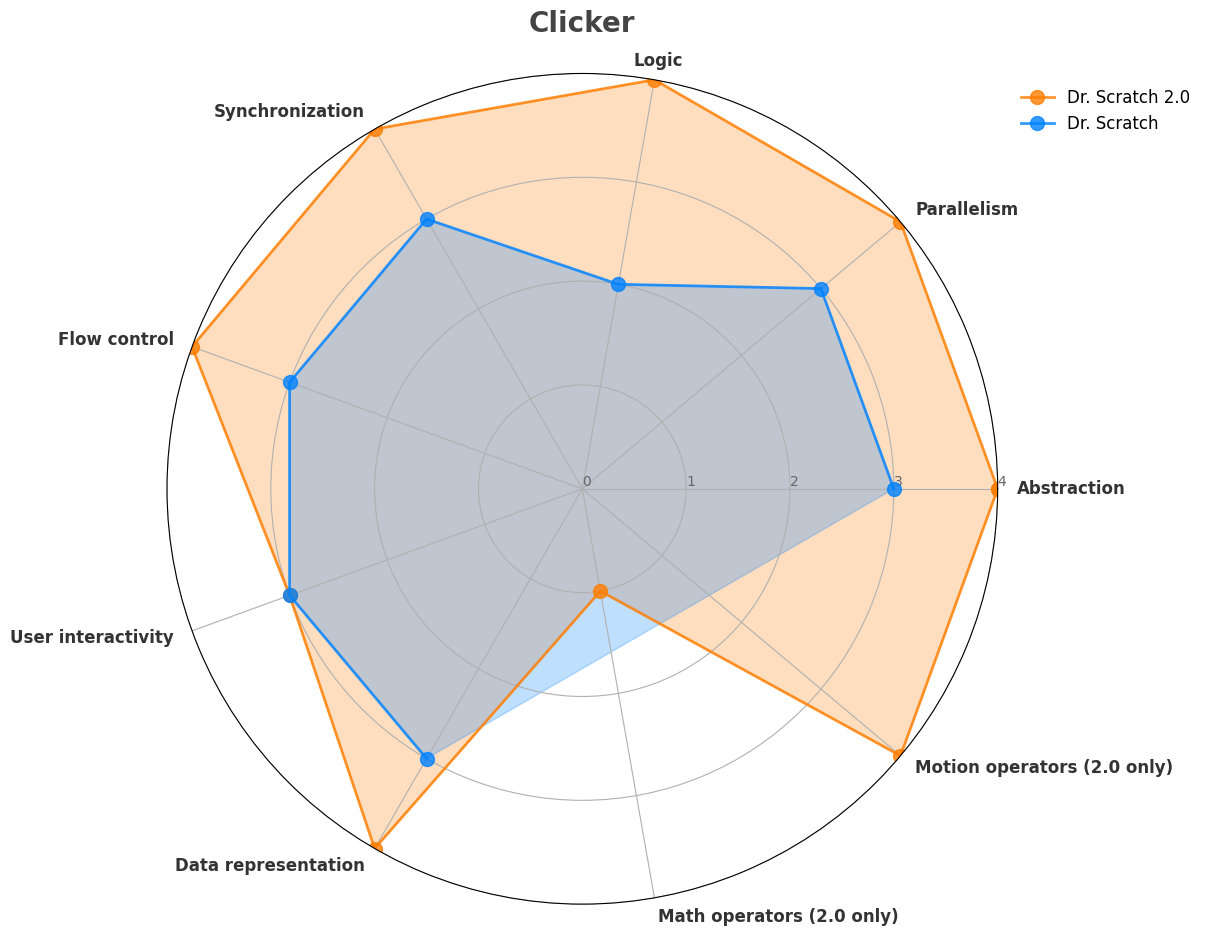 Clicker
Logic
Dr. Scratch 2.0
Dr. Scratch
Synchronization
Parallelism
Flow control
0 1 2 3 4
Abstraction
User interactivity
Motion operators (2.0 only)
Data representation
Math operators (2.0 only)